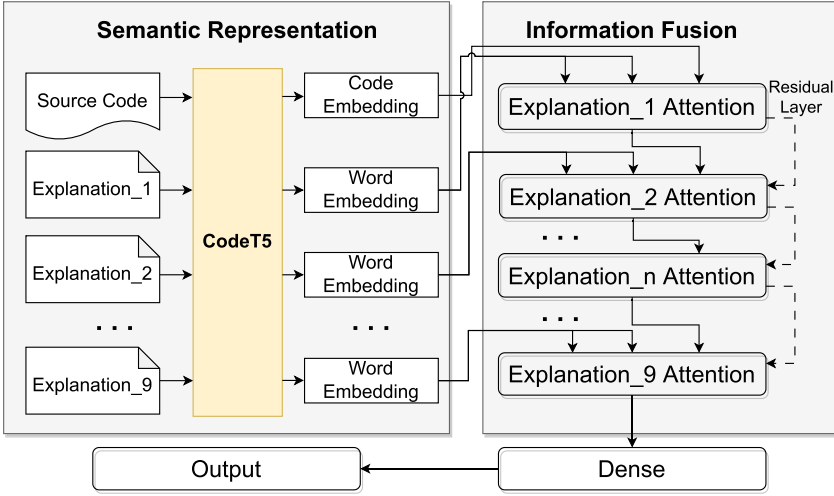 Semantic Representation
Source Code
Explanation_1
Explanation_2
. . .
Explanation_9
CodeT5
Code
Embedding
Word
Embedding
Word
Embedding
. . .
Word
Embedding
Information Fusion
Explanation_1 Attention
Residual
Layer
Explanation_2 Attention
. . .
Explanation_n Attention
. . .
Explanation_9 Attention
Output
Dense